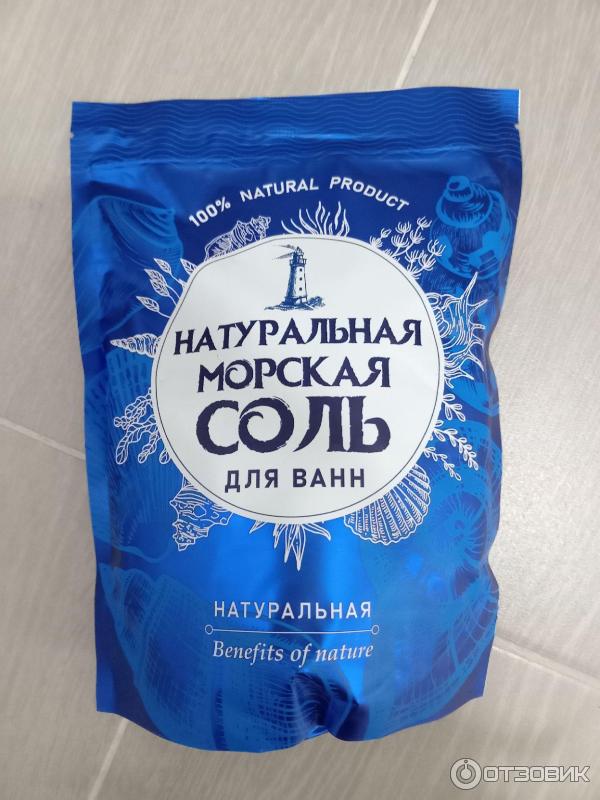 100% NATURAL PRODUCT
НАТУРАЛЬНАЯ
МОРСКАЯ
СОЛЬ
ДЛЯ ВАНН
НАТУРАЛЬНАЯ
Benefits of nature
ОТЗОВИК